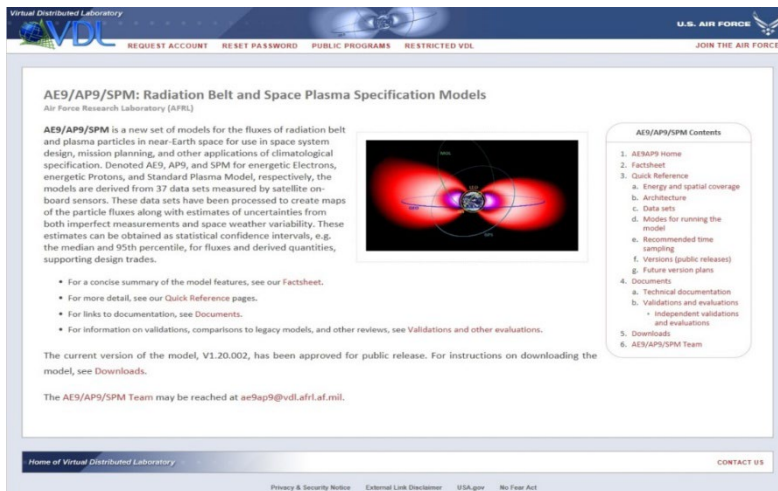 Virtual Distributed Laboratory
VDL
U.S. AIR FORCE
REQUEST ACCOUNT RESET PASSWORD PUBLIC PROGRAMS RESTRICTED VDL
JOIN THE AIR FORCE
AE9/AP9/SPM: Radiation Belt and Space Plasma Specification Models
Air Force Research Laboratory (AFRL)
AE9/AP9/SPM is a new set of models for the fluxes of radiation belt
and plasma particles in near-Earth space for use in space system
design, mission planning, and other applications of climatological
specification. Denoted AE9, AP9, and SPM for energetic Electrons,
energetic Protons, and Standard Plasma Model, respectively, the
models are derived from 37 data sets measured by satellite on-
board sensors. These data sets have been processed to create maps
of the particle fluxes along with estimates of uncertainties from
both imperfect measurements and space weather variability. These
estimates can be obtained as statistical confidence intervals, e.g.
the median and 95th percentile, for fluxes and derived quantities,
supporting design trades.
• For a concise summary of the model features, see our Factsheet.
• For more detail, see our Quick Reference pages.
• For links to documentation, see Documents.
• For information on validations, comparisons to legacy models, and other reviews, see Validations and other evaluations.
The current version of the model, V1.20.002, has been approved for public release. For instructions on downloading the
model, see Downloads.
The AE9/AP9/SPM Team may be reached at ae9ap9@vdl.afrl.af.mil.
AE9/AP9/SPM Contents
1. AE9AP9 Home
2. Factsheet
3. Quick Reference
a. Energy and spatial coverage
b. Architecture
c. Data sets
d. Modes for running the
model
e. Recommended time
sampling
f. Versions (public releases)
g. Future version plans
4. Documents
a. Technical documentation
b. Validations and evaluations
◦ Independent validations
and evaluations
5. Downloads
6. AE9/AP9/SPM Team
Home of Virtual Distributed Laboratory
CONTACT US
Privacy & Security Notice External Link Disclaimer USA.gov No Fear Act